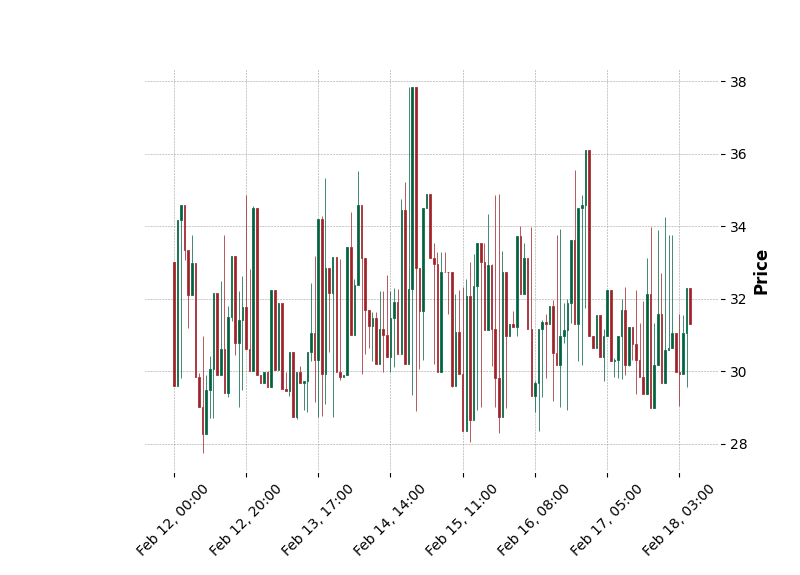 38
36
34
32
30
28
Price
Feb 12, 00:00
Feb 12, 20:00
Feb 13, 17:00
Feb 14, 14:00
Feb 15, 11:00
Feb 16, 08:00
Feb 17, 05:00
Feb 18, 03:00